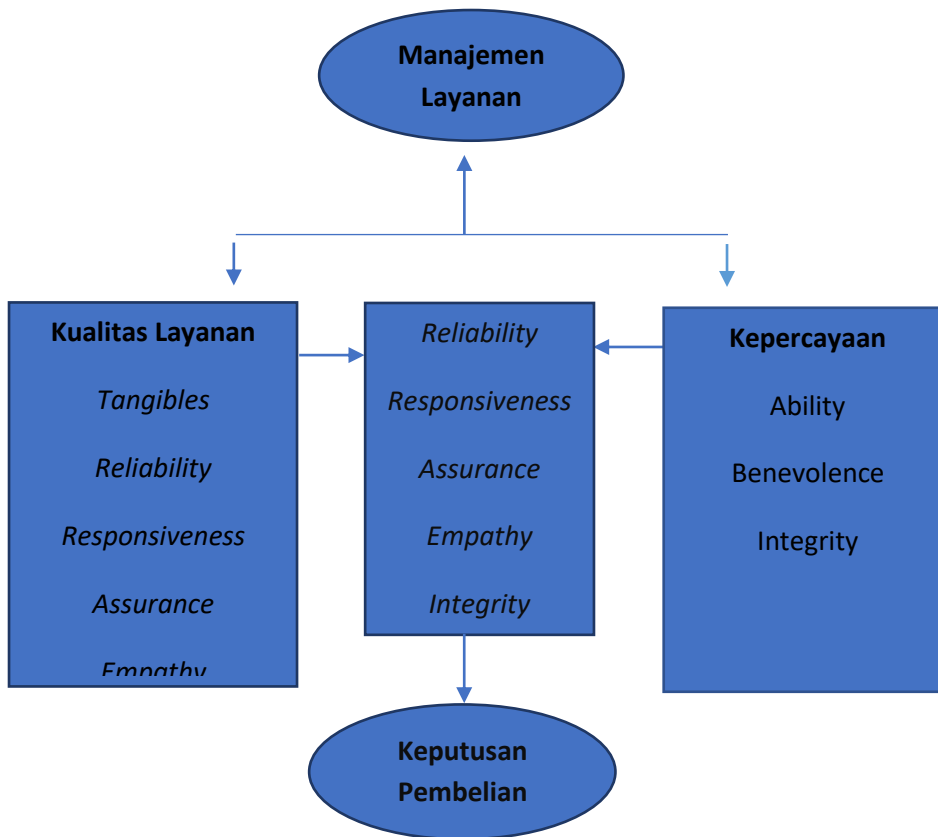 Manajemen
Layanan
Kualitas Layanan
Tangibles
Reliability
Responsiveness
Assurance
Empathy
Reliability
Responsiveness
Assurance
Empathy
Integrity
Kepercayaan
Ability
Benevolence
Integrity
Keputusan
Pembelian